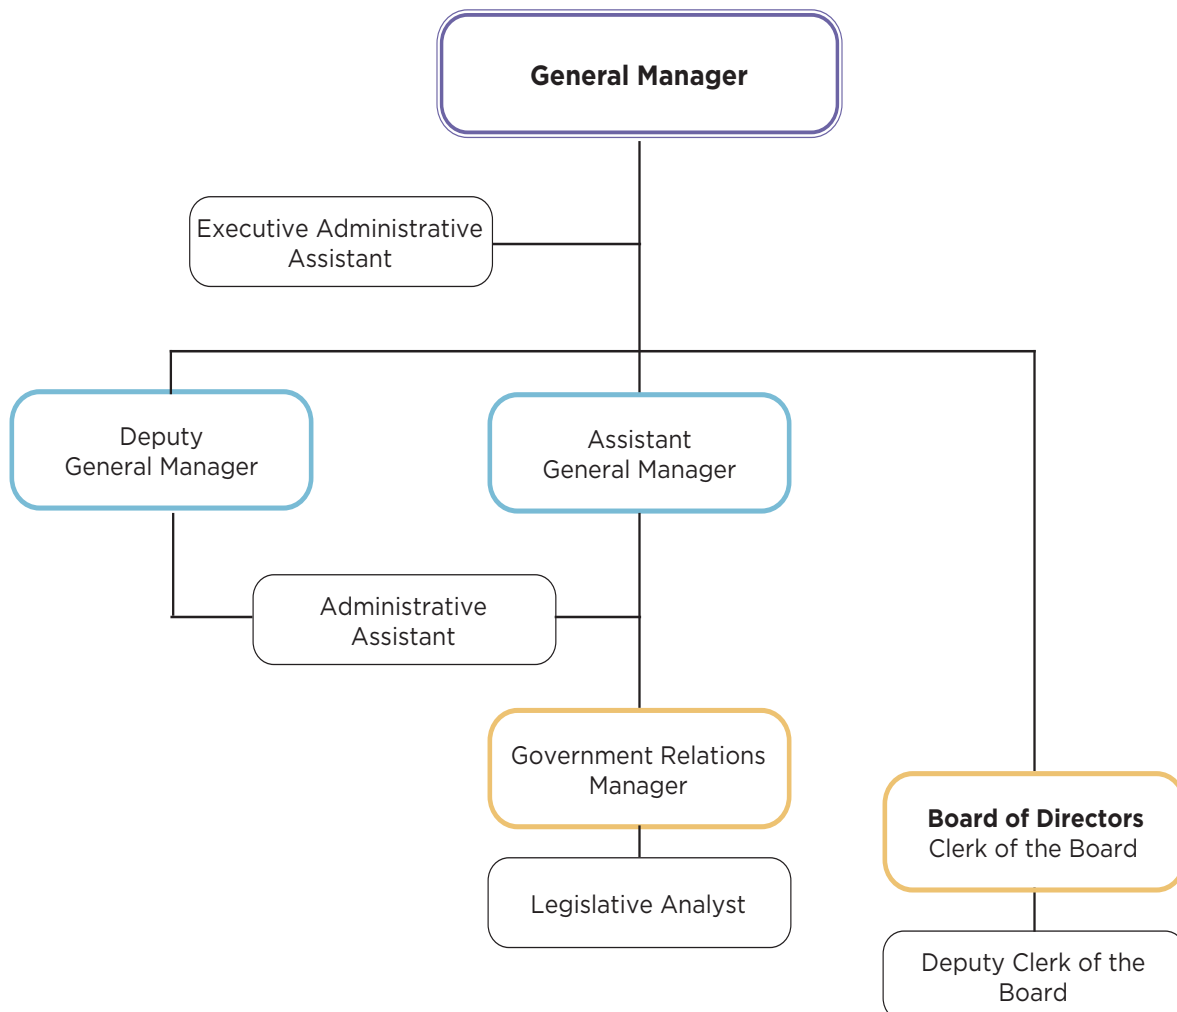 General Manager
Executive Administrative
Assistant
Deputy
General Manager
Assistant
General Manager
Administrative
Assistant
Government Relations
Manager
Board of Directors
Clerk of the Board
Legislative Analyst
Deputy Clerk of the
Board